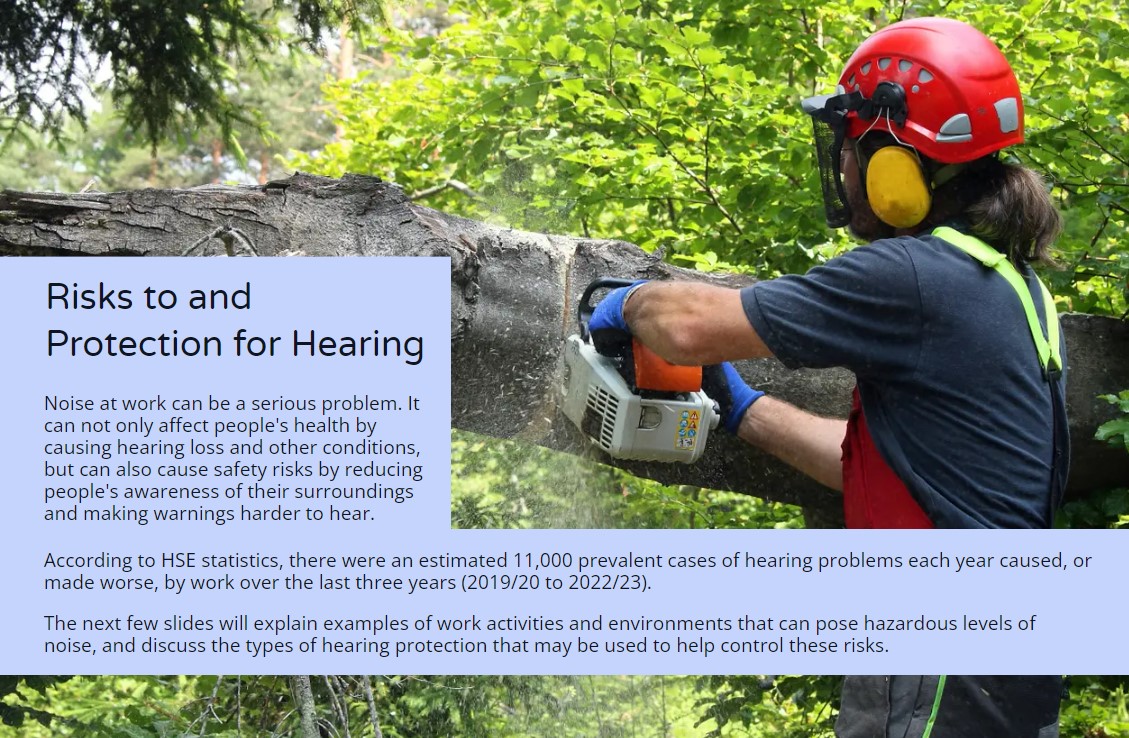 Risks to and
Protection for Hearing
Noise at work can be a serious problem. It
can not only affect people's health by
causing hearing loss and other conditions,
but can also cause safety risks by reducing
people's awareness of their surroundings
and making warnings harder to hear.
According to HSE statistics, there were an estimated 11,000 prevalent cases of hearing problems each year caused, or
made worse, by work over the last three years (2019/20 to 2022/23).
The next few slides will explain examples of work activities and environments that can pose hazardous levels of
noise, and discuss the types of hearing protection that may be used to help control these risks.